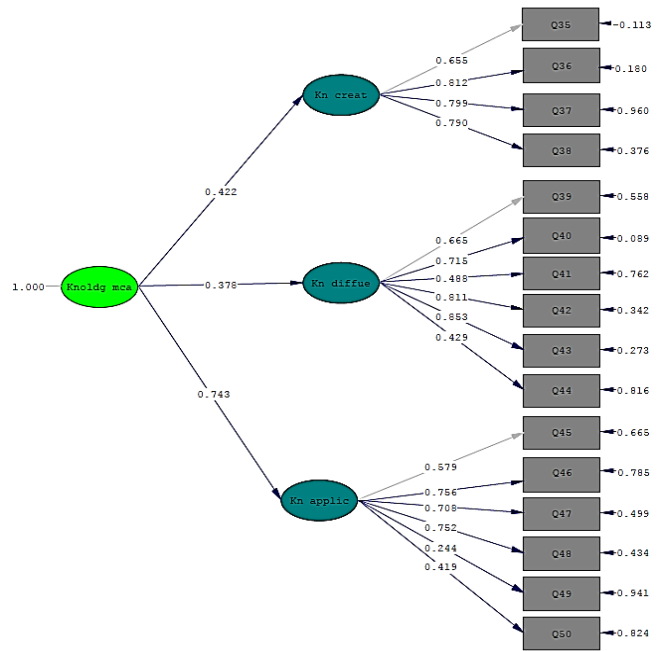 Q35
-0.113
0.655
Q36
0.180
0.812
Kn creat
0.799
Q37
0.960
0.790
Q38
0.376
0.422
Q39
0.558
0.665
Q40
0.089
0.715
Q41
0.762
0.488
1.000
Knoldg mca
0.378
Kn diffue
0.811
Q42
0.342
0.853
Q43
0.273
0.429
Q44
0.816
0.743
Q45
0.665
0.579
Q46
0.785
0.756
Kn applic
0.708
Q47
0.499
0.752
Q48
0.434
0.244
Q49
0.941
0.419
Q50
0.824